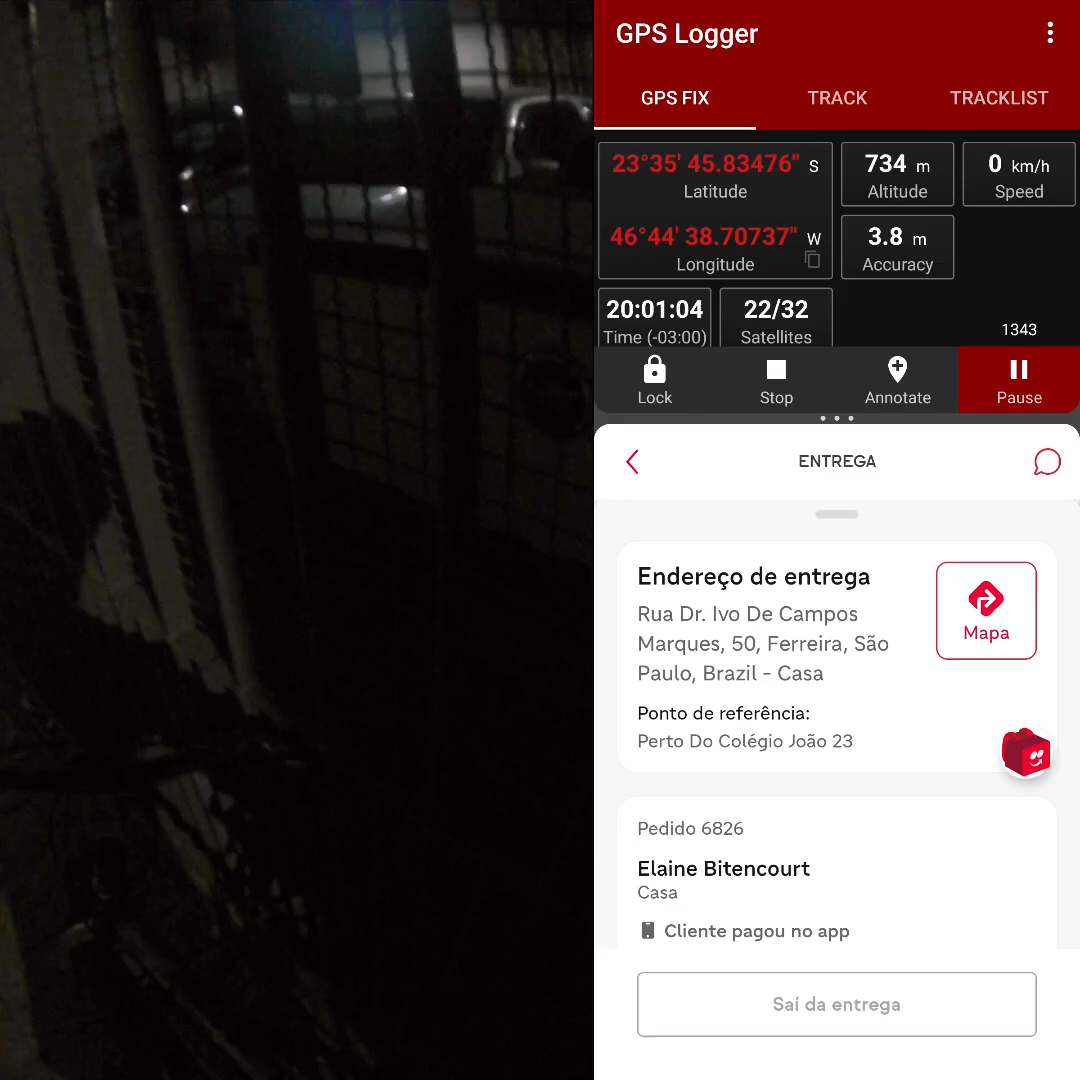 GPS Logger
GPS FIX
TRACK
TRACKLIST
23°35' 45.83476" S
Latitude
734 m
Altitude
0 km/h
Speed
46°44' 38.70737" W
Longitude
3.8 m
Accuracy
20:01:04
Time (-03:00)
22/32
Satellites
1343
Lock
Stop
Annotate
Pause
ENTREGA
Endereço de entrega
Rua Dr. Ivo De Campos
Marques, 50, Ferreira, São
Paulo, Brazil - Casa
Mapa
Ponto de referência:
Perto Do Colégio João 23
Pedido 6826
Elaine Bitencourt
Casa
Cliente pagou no app
Saí da entrega